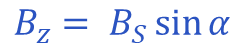 B_z = B_S sin α